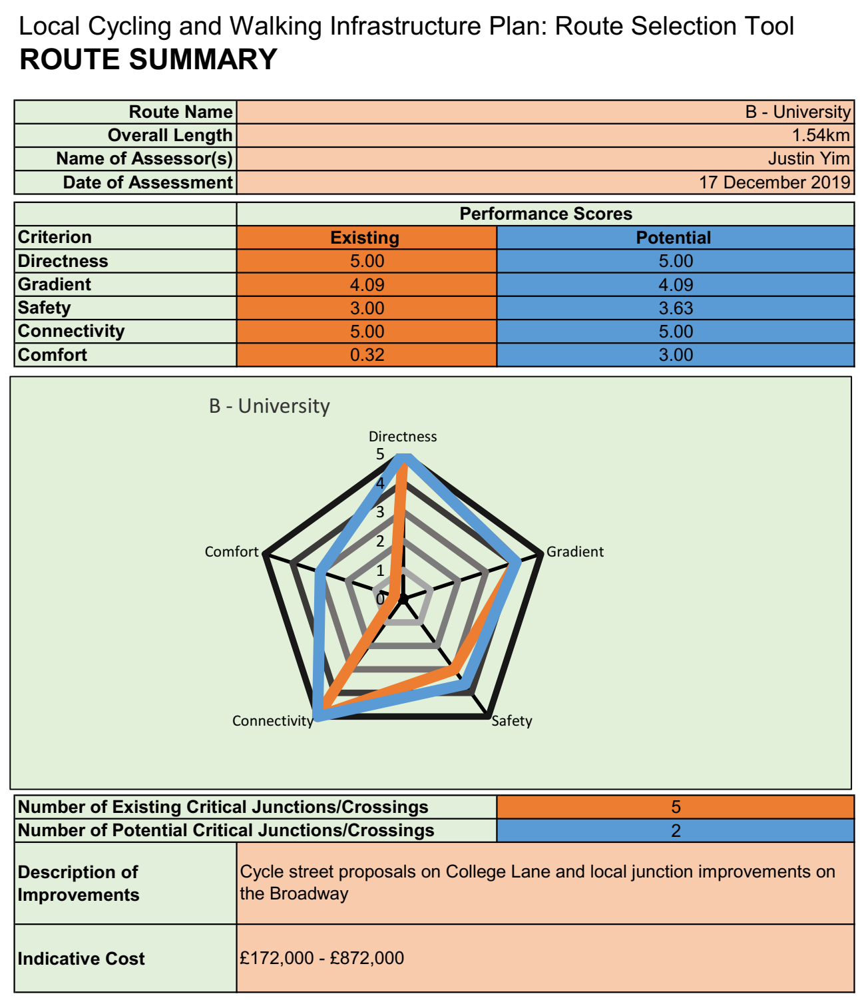 Local Cycling and Walking Infrastructure Plan: Route Selection Tool
ROUTE SUMMARY
Route Name B - University
Overall Length 1.54km
Name of Assessor(s) Justin Yim
Date of Assessment 17 December 2019
Performance Scores
Criterion Existing Potential
Directness 5.00 5.00
Gradient 4.09 4.09
Safety 3.00 3.63
Connectivity 5.00 5.00
Comfort 0.32 3.00
B - University
Directness
5
4
3
2
1
0
Comfort
Gradient
Connectivity
Safety
Number of Existing Critical Junctions/Crossings 5
Number of Potential Critical Junctions/Crossings 2
Description of
Improvements
Cycle street proposals on College Lane and local junction improvements on
the Broadway
Indicative Cost £172,000 - £872,000